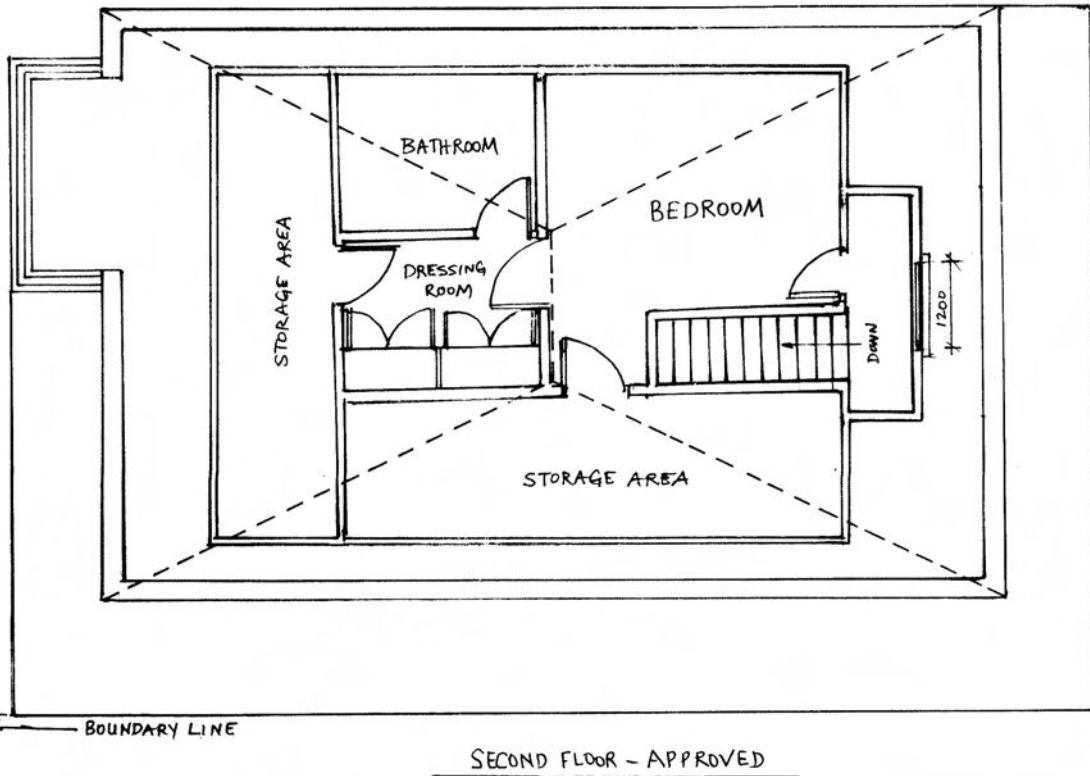 BATHROOM
BEDROOM
STORAGE AREA
DRESSING
ROOM
1200
DOWN
STORAGE AREA
BOUNDARY LINE
SECOND FLOOR - APPROVED